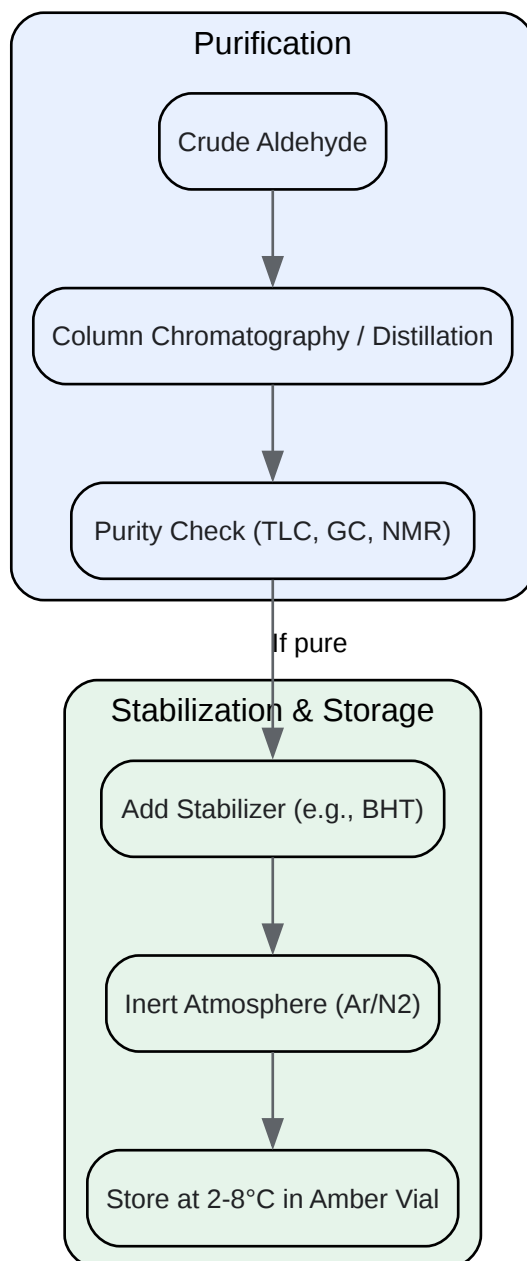 Purification
Crude Aldehyde
Column Chromatography / Distillation
Purity Check (TLC, GC, NMR)
If pure
Stabilization & Storage
Add Stabilizer (e.g., BHT)
Inert Atmosphere (Ar/N2)
Store at 2-8°C in Amber Vial